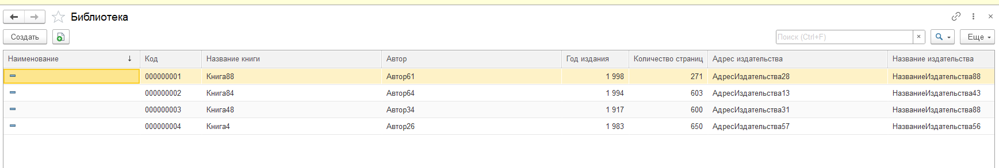 Библиотека
Создать Поиск (Ctrl+F) × Еще
Наименование ↓ Код Название книги Автор Год издания Количество страниц Адрес издательства Название издательства
000000001 Книга88 Автор61 1 998 271 АдресИздательства28 НазваниеИздательства88
000000002 Книга84 Автор64 1 994 603 АдресИздательства13 НазваниеИздательства43
000000003 Книга48 Автор34 1 917 600 АдресИздательства31 НазваниеИздательства88
000000004 Книга4 Автор26 1 983 650 АдресИздательства57 НазваниеИздательства56